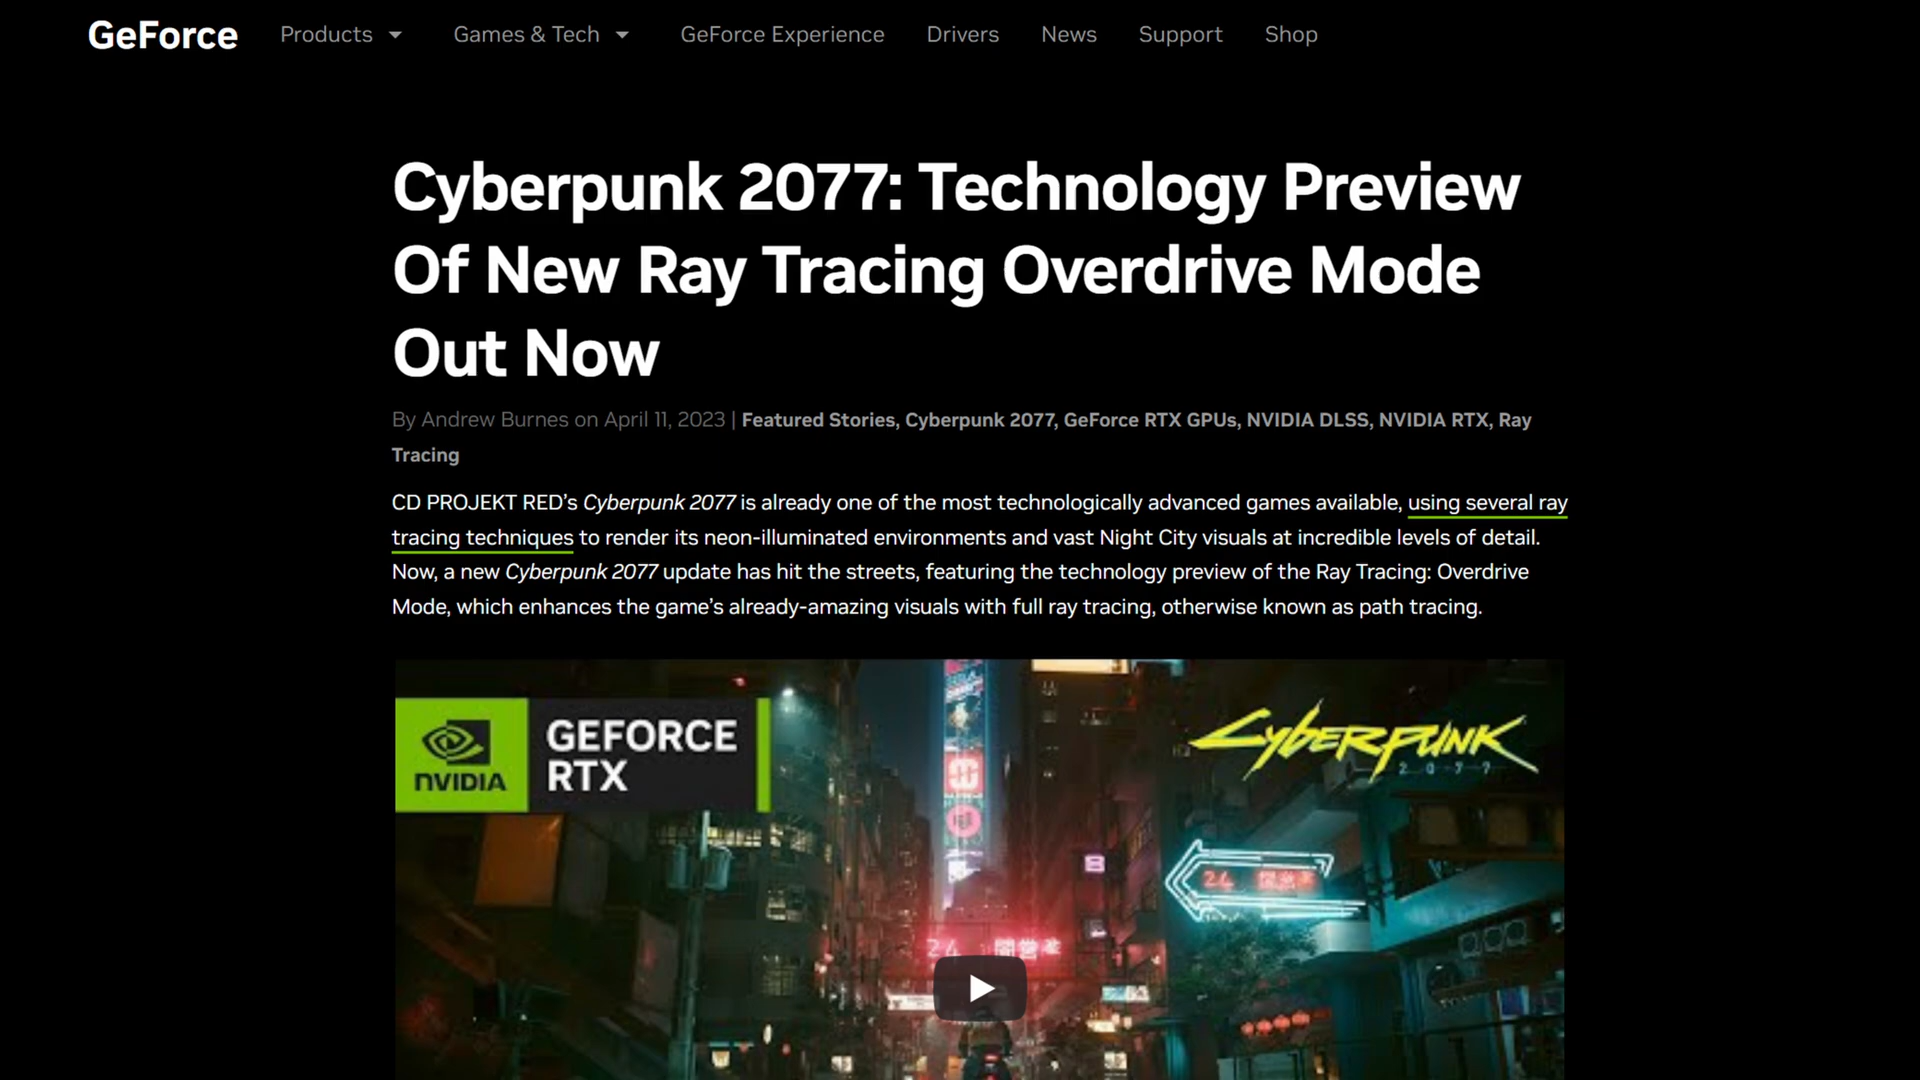 GeForce
Products
Games & Tech
GeForce Experience
Drivers
News
Support
Shop
Cyberpunk 2077: Technology Preview
Of New Ray Tracing Overdrive Mode
Out Now
By Andrew Burnes on April 11, 2023 | Featured Stories, Cyberpunk 2077, GeForce RTX GPUs, NVIDIA DLSS, NVIDIA RTX, Ray
Tracing
CD PROJEKT RED’s Cyberpunk 2077 is already one of the most technologically advanced games available, using several ray
tracing techniques to render its neon-illuminated environments and vast Night City visuals at incredible levels of detail.
Now, a new Cyberpunk 2077 update has hit the streets, featuring the technology preview of the Ray Tracing: Overdrive
Mode, which enhances the game’s already-amazing visuals with full ray tracing, otherwise known as path tracing.
NVIDIA
GEFORCE
RTX
Cyberpunk
2077
24
24